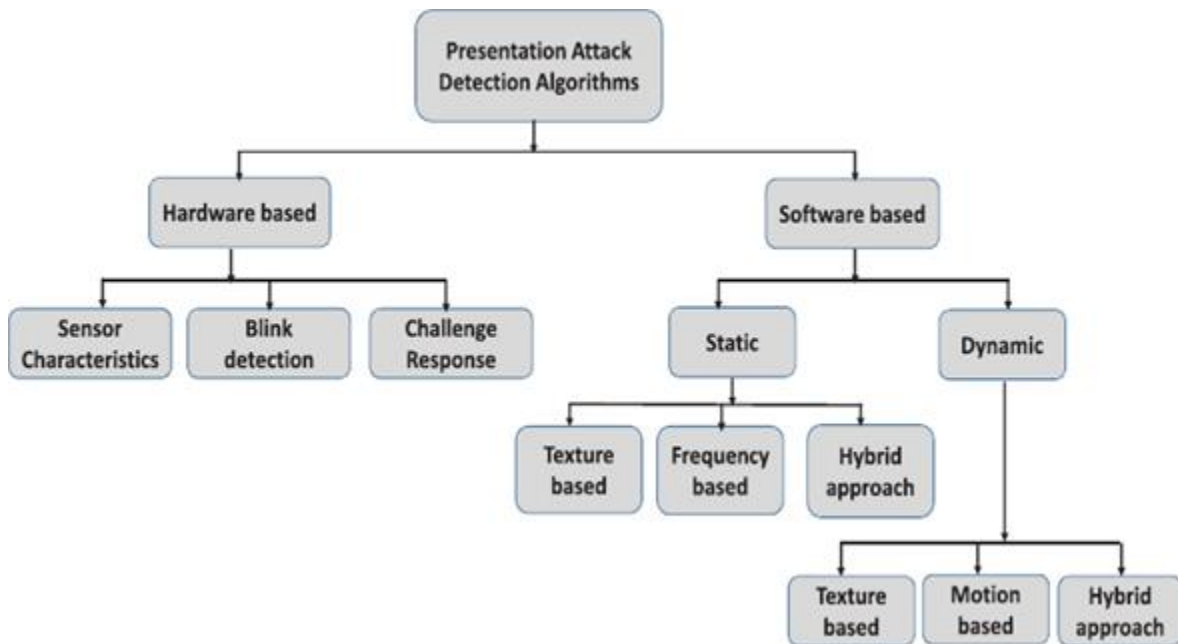 Presentation Attack
Detection Algorithms
Hardware based
Software based
Sensor
Characteristics
Blink
detection
Challenge
Response
Static
Dynamic
Texture
based
Frequency
based
Hybrid
approach
Texture
based
Motion
based
Hybrid
approach